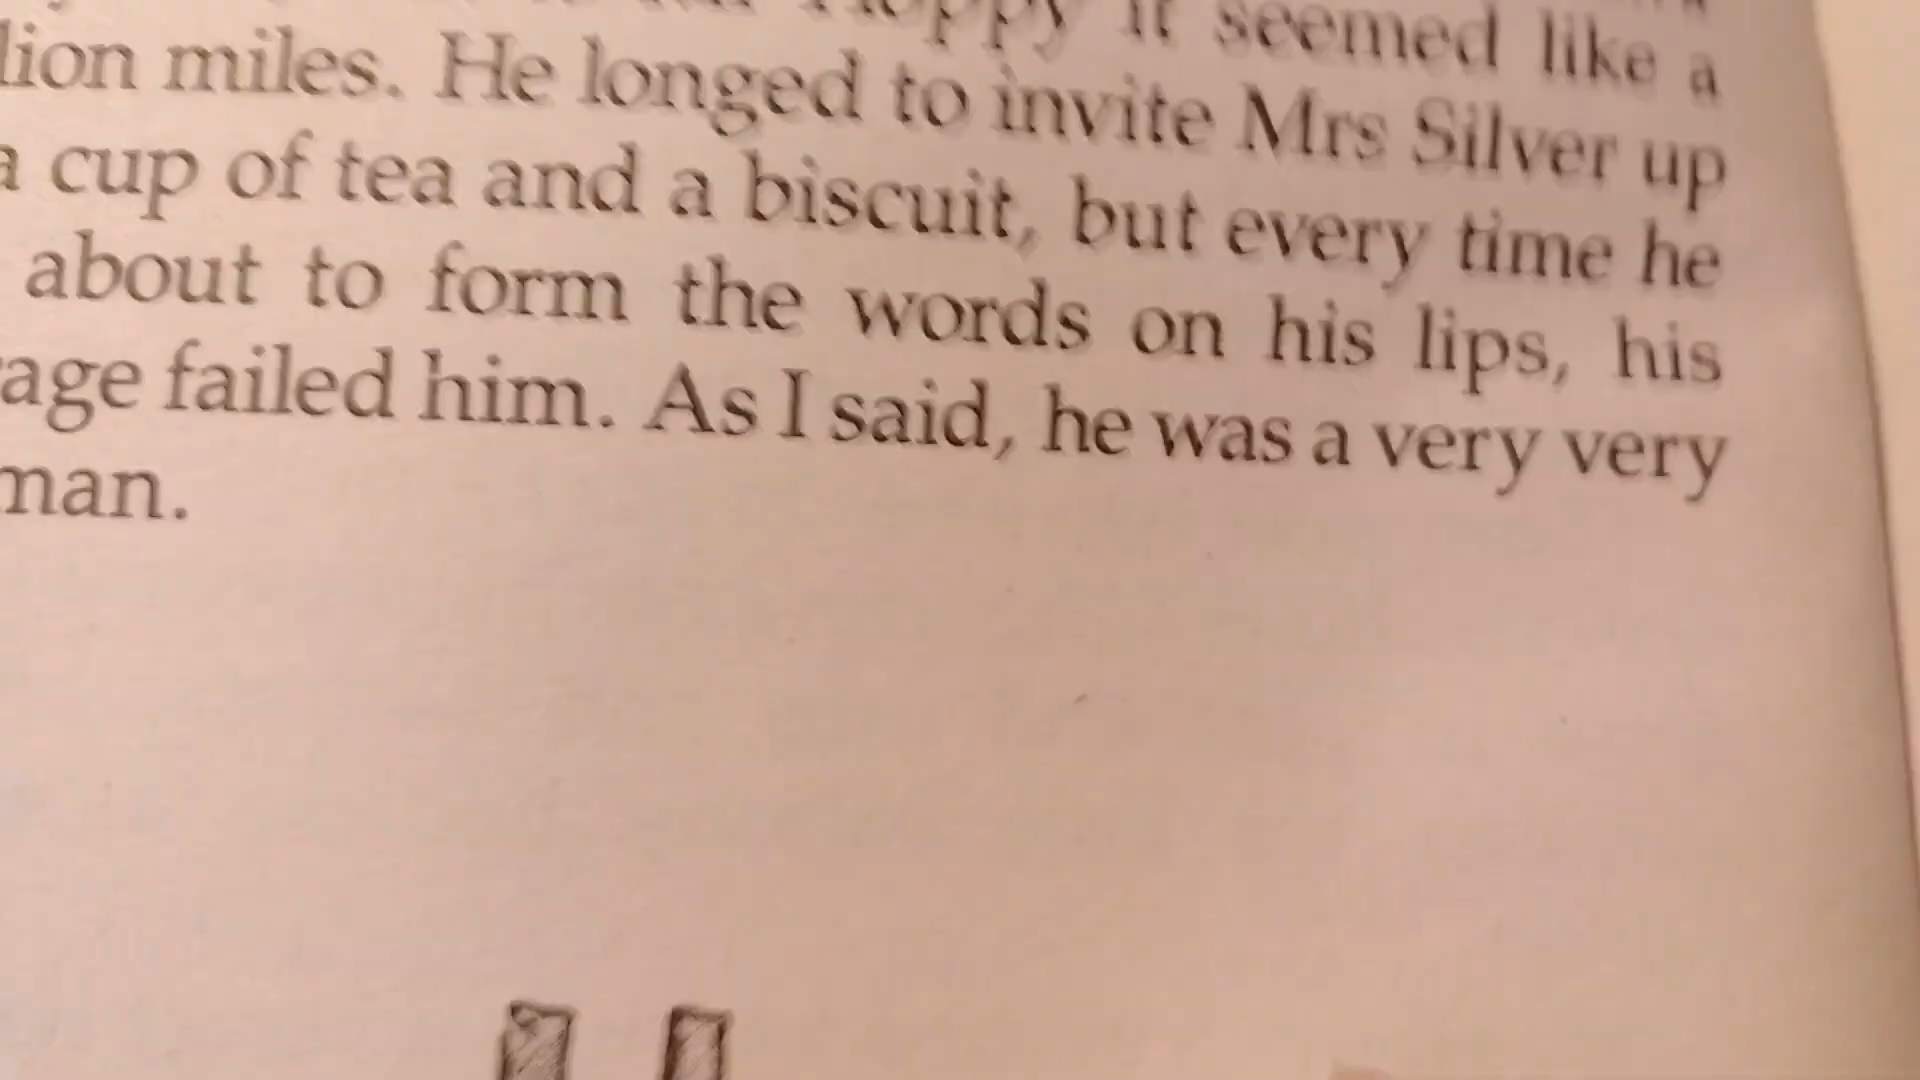 it seemed like a
lion miles. He longed to invite Mrs Silver up
a cup of tea and a biscuit, but every time he
about to form the words on his lips, his
age failed him. As I said, he was a very very
man.